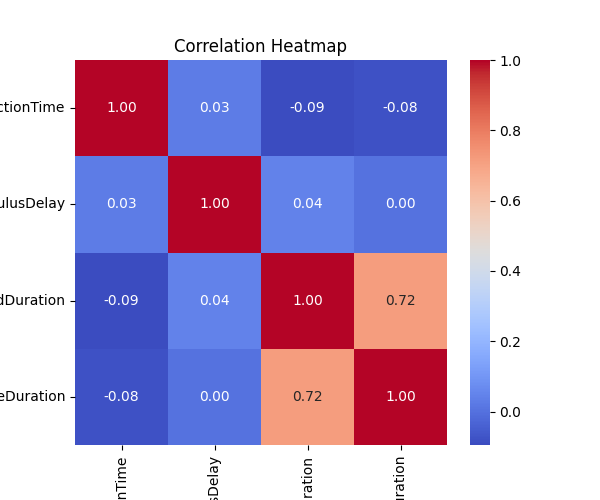 Correlation Heatmap
ctionTime 1.00 0.03 -0.09 -0.08
ulusDelay 0.03 1.00 0.04 0.00
dDuration -0.09 0.04 1.00 0.72
eDuration -0.08 0.00 0.72 1.00
nTime
sDelay
ration
uration
1.0
0.8
0.6
0.4
0.2
0.0